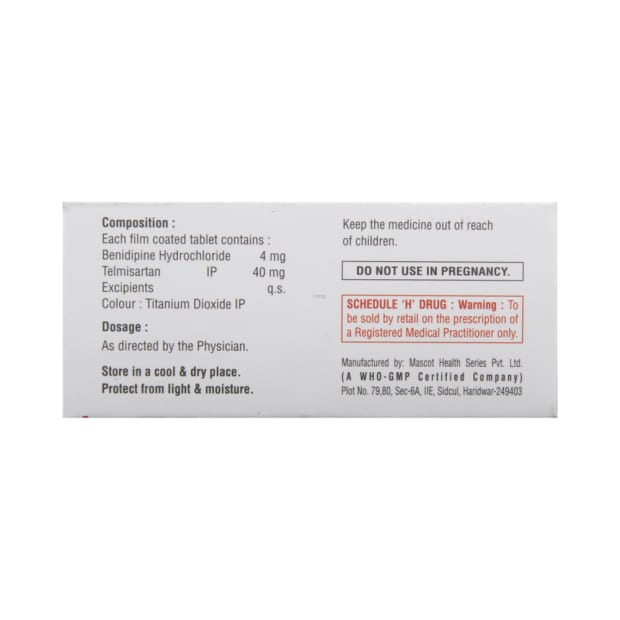 Composition :
Each film coated tablet contains :
Benidipine Hydrochloride 4 mg
Telmisartan IP 40 mg
Excipients q.s.
Colour : Titanium Dioxide IP
Dosage :
As directed by the Physician.
Store in a cool & dry place.
Protect from light & moisture.
Keep the medicine out of reach
of children.
DO NOT USE IN PREGNANCY.
SCHEDULE 'H' DRUG : Warning : To
be sold by retail on the prescription of
a Registered Medical Practitioner only.
Manufactured by: Mascot Health Series Pvt. Ltd.
(A WHO-GMP Certified Company)
Plot No. 79,80, Sec-6A, IIE, Sidcul, Haridwar-249403